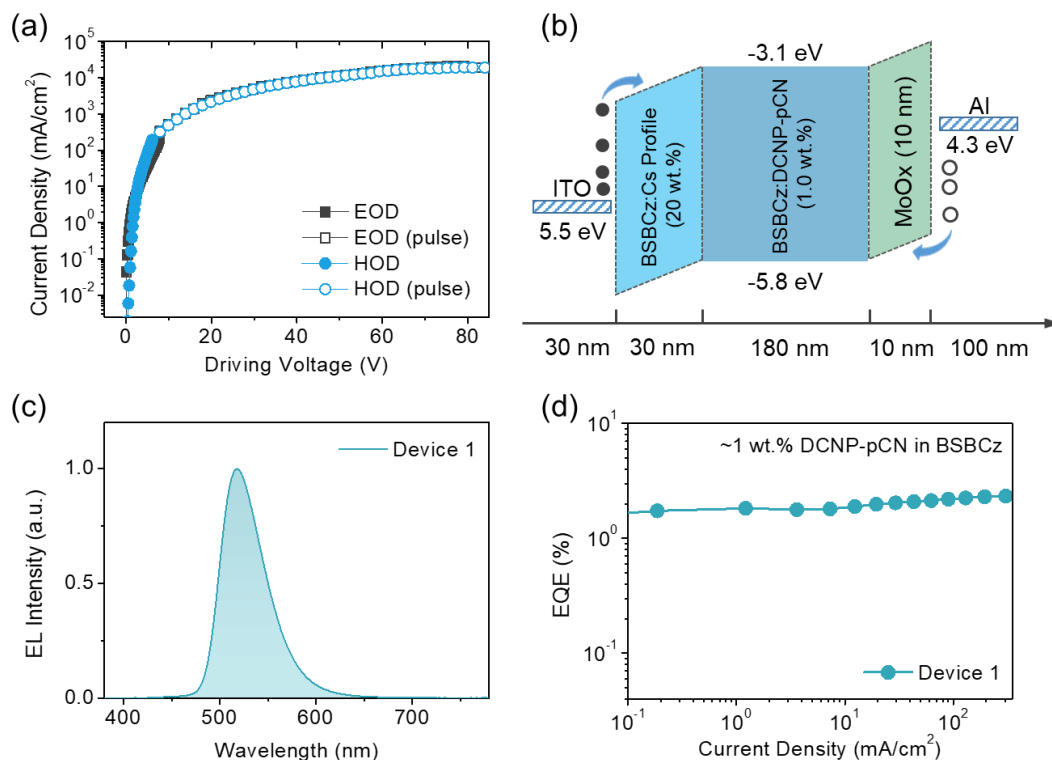 (a)
10^5
10^4
10^3
10^2
10^1
10^0
10^-1
10^-2
Current Density (mA/cm^2)
EOD
EOD (pulse)
HOD
HOD (pulse)
0 20 40 60 80
Driving Voltage (V)
(b)
-3.1 eV
Al
4.3 eV
ITO
5.5 eV
BSBCz:Cs Profile
(20 wt.%)
BSBCz:DCNP-pCN
(1.0 wt.%)
MoOx (10 nm)
-5.8 eV
30 nm 30 nm 180 nm 10 nm 100 nm
(c)
Device 1
1.0
0.5
0.0
EL Intensity (a.u.)
400 500 600 700
Wavelength (nm)
(d)
~1 wt.% DCNP-pCN in BSBCz
10^1
10^0
10^-1
EQE (%)
Device 1
10^-1 10^0 10^1 10^2
Current Density (mA/cm^2)